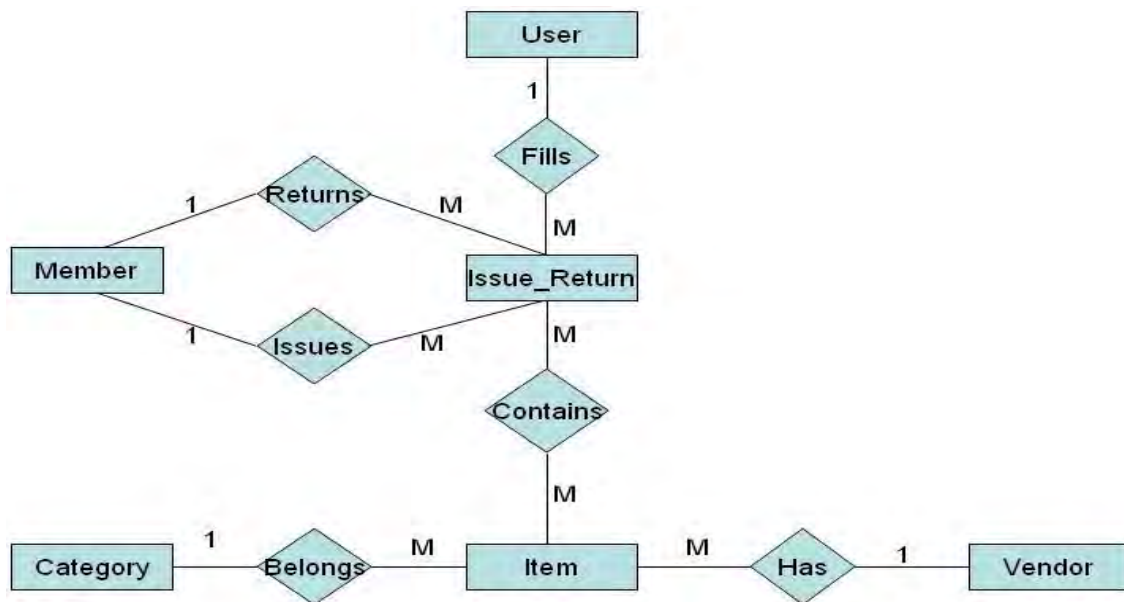 User
1
Fills
Returns
1
M
M
Member
Issue_Return
1
Issues
M
M
Contains
M
1
M
M
1
Category
Belongs
Item
Has
Vendor